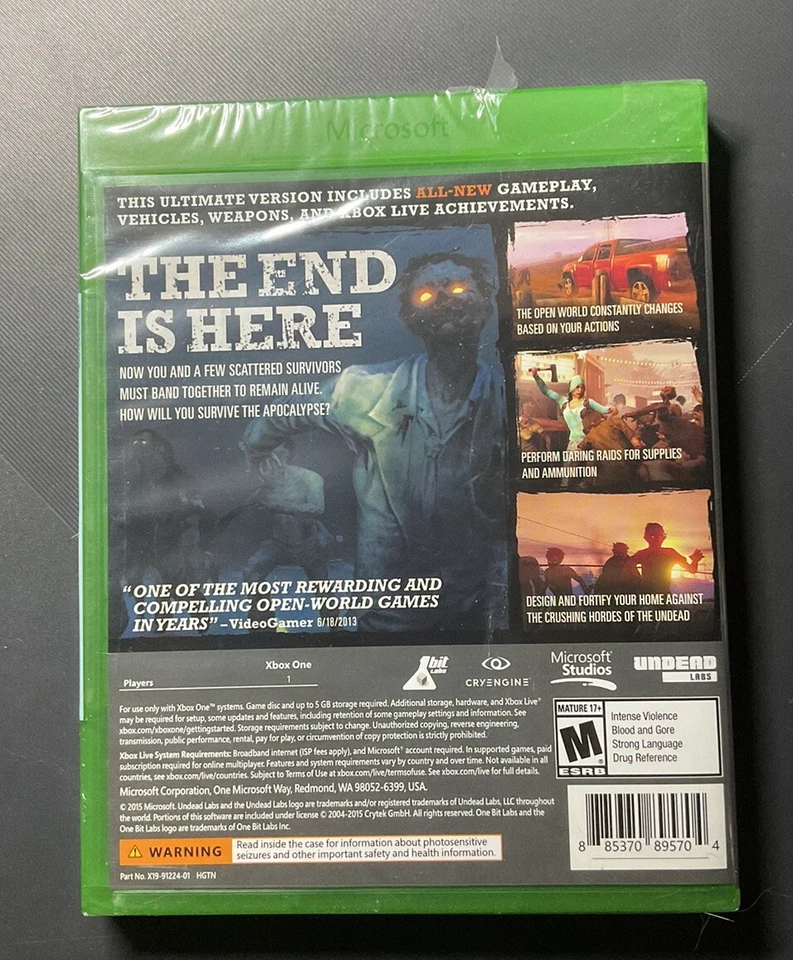 Microsoft
THIS ULTIMATE VERSION INCLUDES ALL-NEW GAMEPLAY,
VEHICLES, WEAPONS, AND XBOX LIVE ACHIEVEMENTS.
THE END
IS HERE
NOW YOU AND A FEW SCATTERED SURVIVORS
MUST BAND TOGETHER TO REMAIN ALIVE.
HOW WILL YOU SURVIVE THE APOCALYPSE?
THE OPEN WORLD CONSTANTLY CHANGES
BASED ON YOUR ACTIONS
PERFORM DARING RAIDS FOR SUPPLIES
AND AMMUNITION
DESIGN AND FORTIFY YOUR HOME AGAINST
THE CRUSHING HORDES OF THE UNDEAD
“ONE OF THE MOST REWARDING AND
COMPELLING OPEN-WORLD GAMES
IN YEARS” – VideoGamer 6/18/2013
Xbox One
Players 1
1bit Labs
CRYENGINE®
Microsoft® Studios
UNDEAD LABS
For use only with Xbox One™ systems. Game disc and up to 5 GB storage required. Additional storage, hardware, and Xbox Live®
may be required for setup, some updates and features, including retention of some gameplay settings and information. See
xbox.com/xboxone/gettingstarted. Storage requirements subject to change. Unauthorized copying, reverse engineering,
transmission, public performance, rental, pay for play, or circumvention of copy protection is strictly prohibited.
Xbox Live System Requirements: Broadband internet (ISP fees apply), and Microsoft® account required. In supported games, paid
subscription required for online multiplayer. Features and system requirements vary by country and over time. Not available in all
countries, see xbox.com/live/countries. Subject to Terms of Use at xbox.com/live/termsofuse. See xbox.com/live for full details.
Microsoft Corporation, One Microsoft Way, Redmond, WA 98052-6399, USA.
© 2015 Microsoft. Undead Labs and the Undead Labs logo are trademarks and/or registered trademarks of Undead Labs, LLC throughout
the world. Portions of this software are included under license © 2004-2015 Crytek GmbH. All rights reserved. One Bit Labs and the
One Bit Labs logo are trademarks of One Bit Labs Inc.
MATURE 17+
M
ESRB
Intense Violence
Blood and Gore
Strong Language
Drug Reference
WARNING
Read inside the case for information about photosensitive
seizures and other important safety and health information.
Part No. X19-91224-01 HGTN
8 85370 89570 4